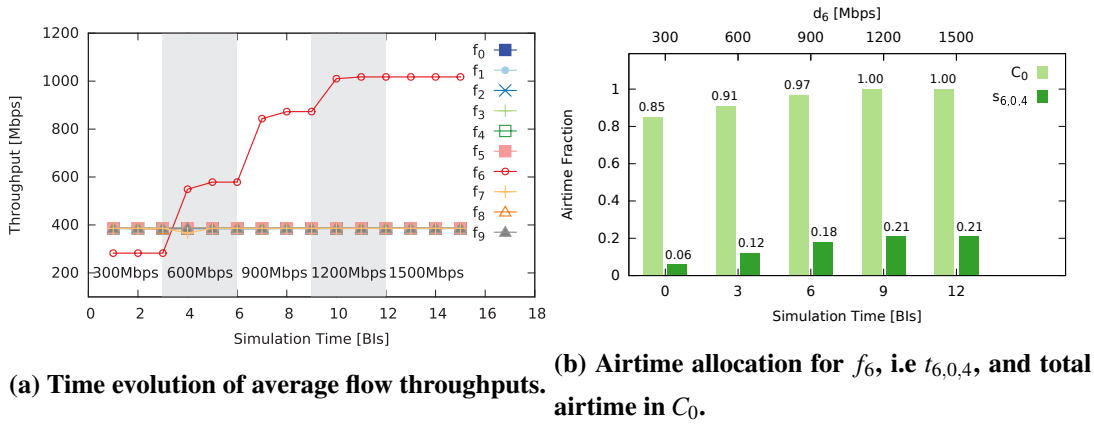 1200
1000
800
600
400
200
Throughput [Mbps]
f0
f1
f2
f3
f4
f5
f6
f7
f8
f9
300Mbps 600Mbps 900Mbps 1200Mbps 1500Mbps
0 2 4 6 8 10 12 14 16 18
Simulation Time [BIs]
(a) Time evolution of average flow throughputs.
d6 [Mbps]
300 600 900 1200 1500
C0
s6,0,4
1
0.8
0.6
0.4
0.2
0
Airtime Fraction
0.85 0.91 0.97 1.00 1.00
0.06 0.12 0.18 0.21 0.21
0 3 6 9 12
Simulation Time [BIs]
(b) Airtime allocation for f6, i.e t6,0,4, and total
airtime in C0.